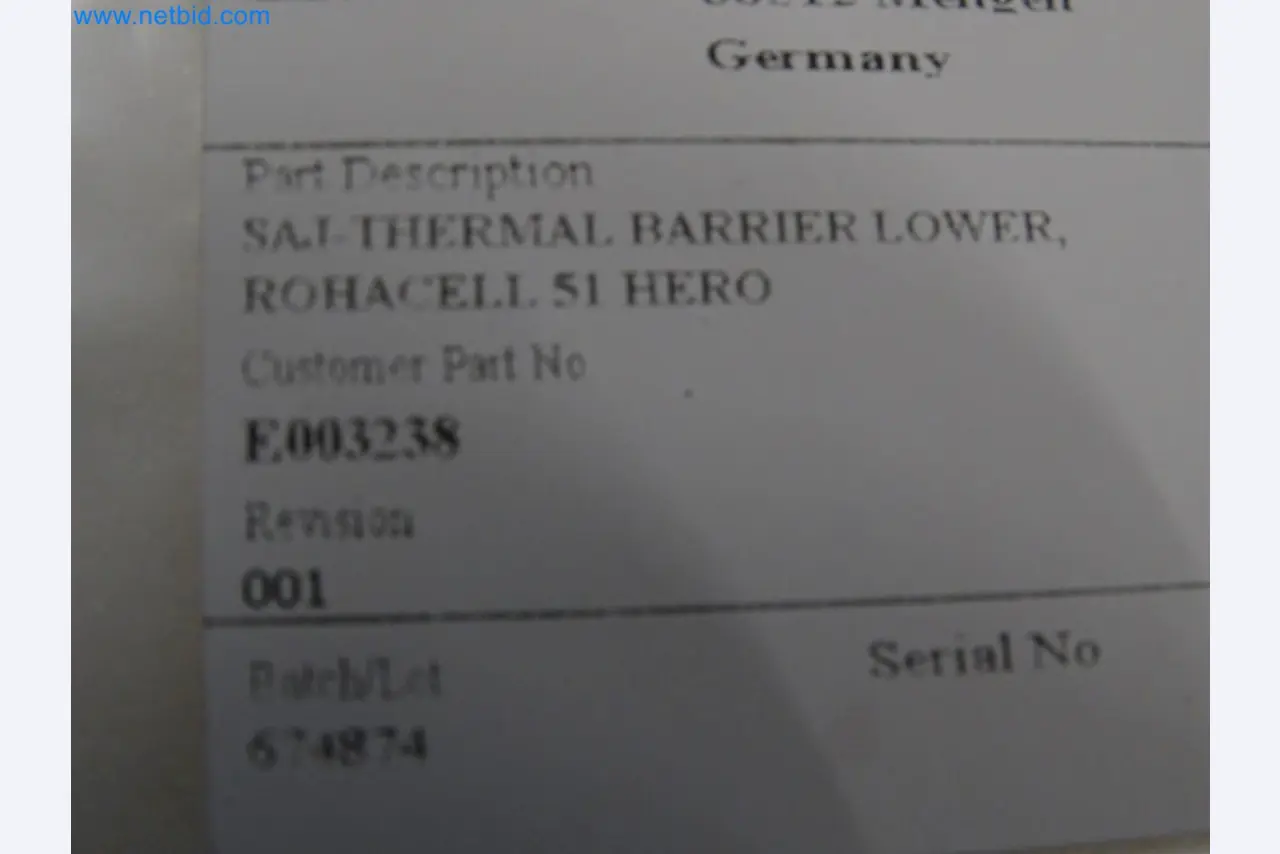 www.netbid.com
Mengen
Germany
Part Description
THERMAL BARRIER LOWER,
ROHACELL 51 HERO
Customer Part No
E003238
Revision
001
Batch/Lot
Serial No
674874